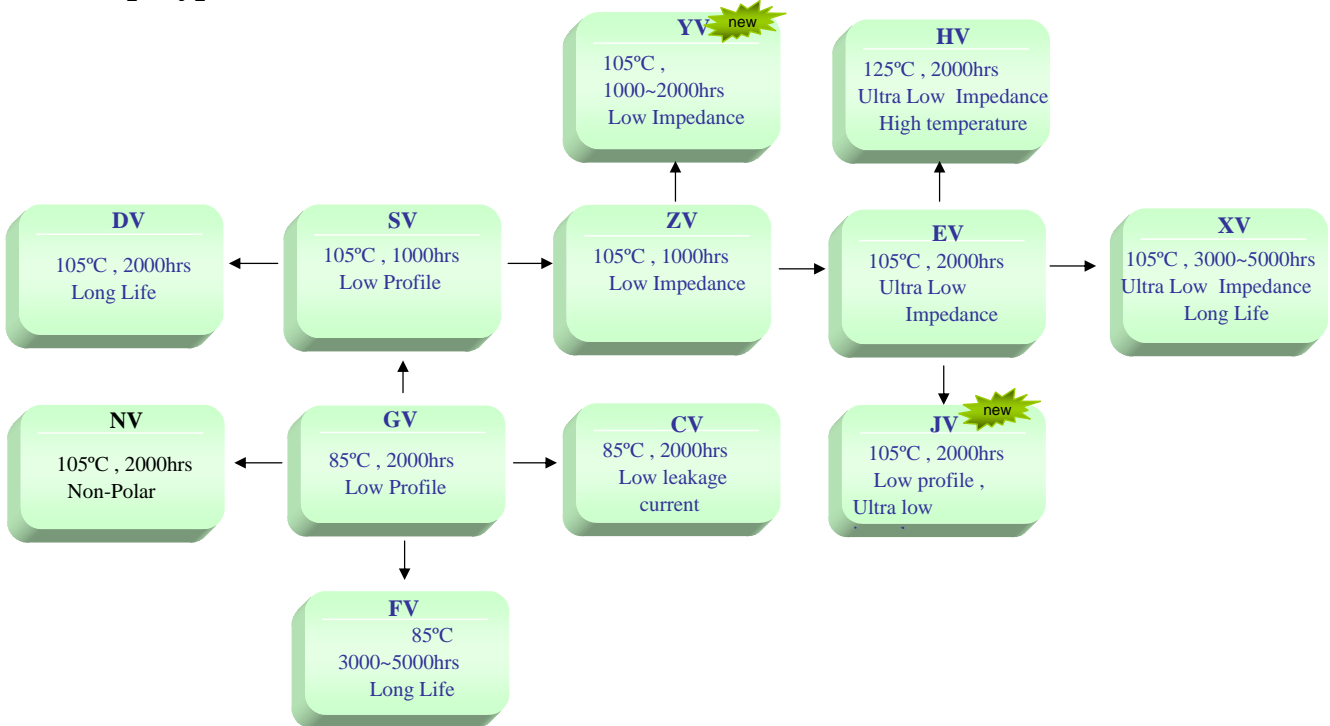 YV
new
105ºC ,
1000~2000hrs
Low Impedance
HV
125ºC , 2000hrs
Ultra Low Impedance
High temperature
DV
105ºC , 2000hrs
Long Life
SV
105ºC , 1000hrs
Low Profile
ZV
105ºC , 1000hrs
Low Impedance
EV
105ºC , 2000hrs
Ultra Low
Impedance
XV
105ºC , 3000~5000hrs
Ultra Low Impedance
Long Life
NV
105ºC , 2000hrs
Non-Polar
GV
85ºC , 2000hrs
Low Profile
CV
85ºC , 2000hrs
Low leakage
current
JV
new
105ºC , 2000hrs
Low profile ,
Ultra low
FV
85ºC
3000~5000hrs
Long Life